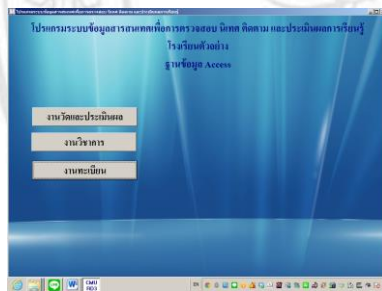 โปรแกรมระบบข้อมูลสารสนเทศเพื่อการตรวจสอบ นิเทศ ติดตาม และประเมินผลการเรียนรู้
โรงเรียนตัวอย่าง
ฐานข้อมูล Access
งานวัดและประเมินผล
งานวิชาการ
งานทะเบียน
CMU